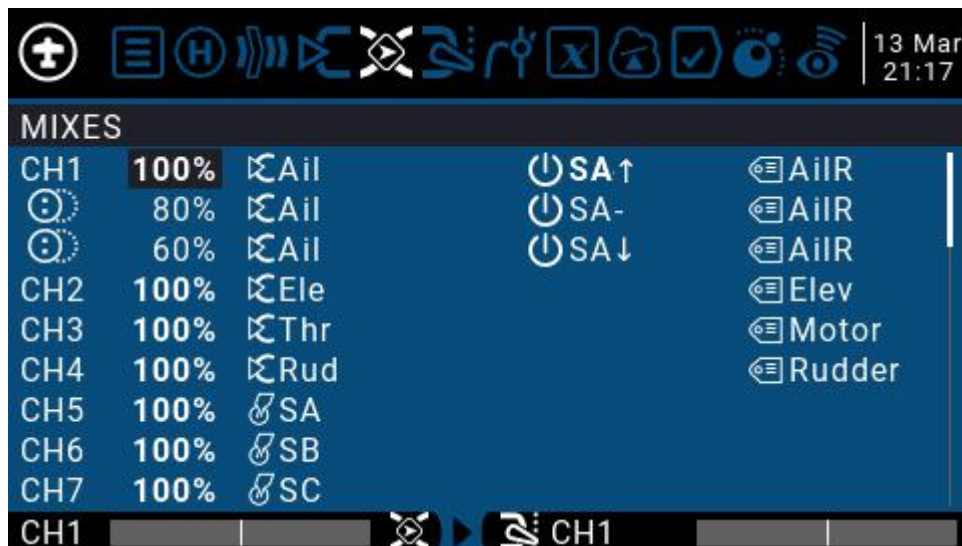 13 Mar
21:17
MIXES
CH1 100% Ail SA↑ AilR
80% Ail SA- AilR
60% Ail SA↓ AilR
CH2 100% Ele Elev
CH3 100% Thr Motor
CH4 100% Rud Rudder
CH5 100% SA
CH6 100% SB
CH7 100% SC
CH1 CH1